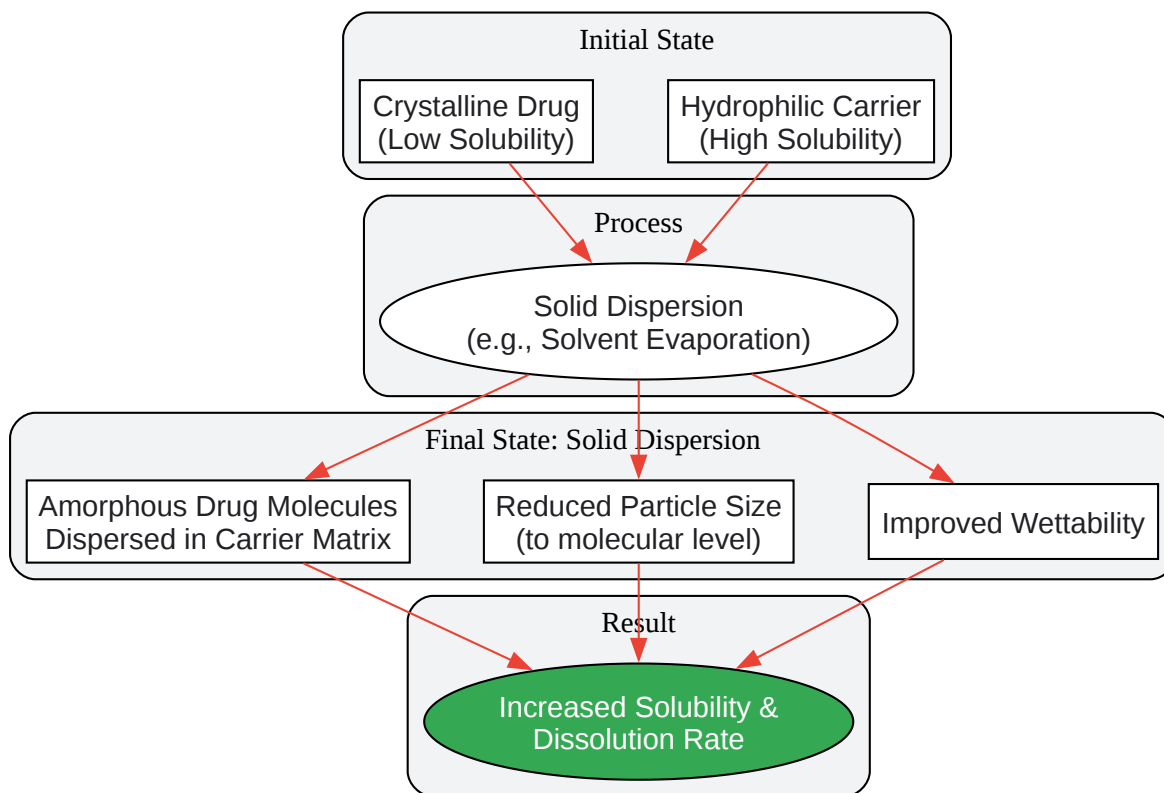 Initial State
Crystalline Drug
(Low Solubility)
Hydrophilic Carrier
(High Solubility)
Process
Solid Dispersion
(e.g., Solvent Evaporation)
Final State: Solid Dispersion
Amorphous Drug Molecules
Dispersed in Carrier Matrix
Reduced Particle Size
(to molecular level)
Improved Wettability
Result
Increased Solubility &
Dissolution Rate